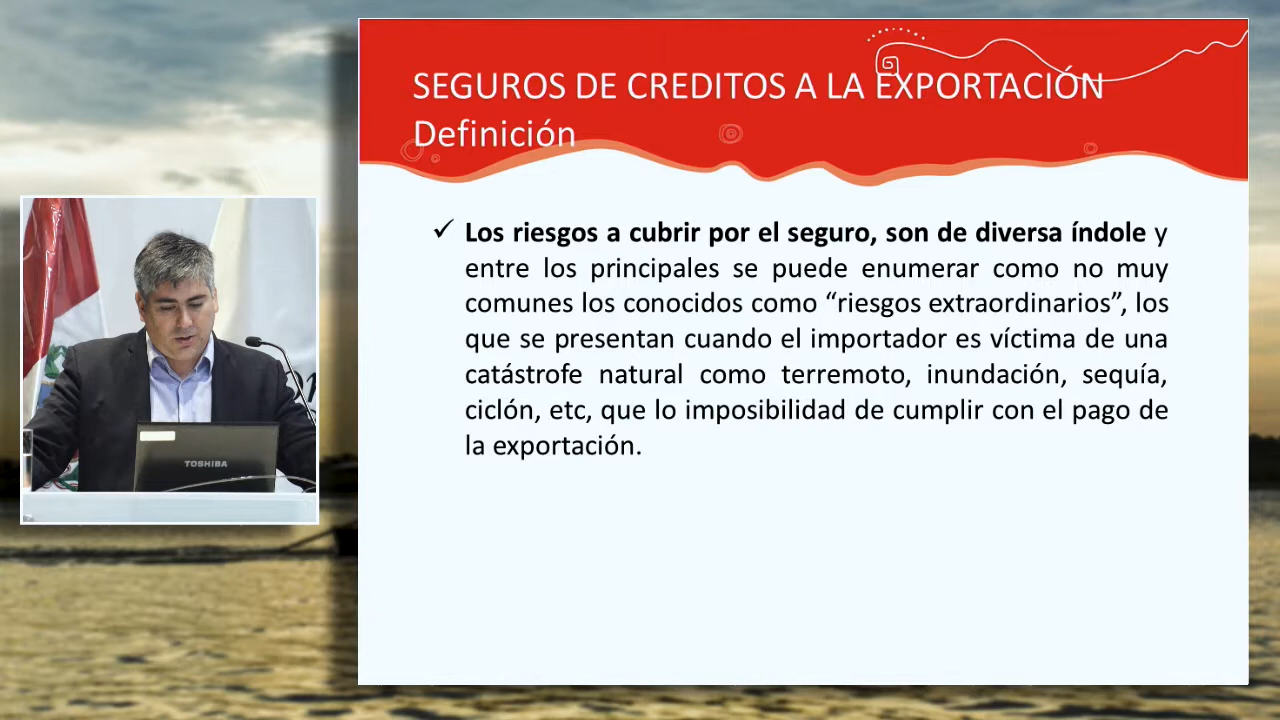 SEGUROS DE CREDITOS A LA EXPORTACIÓN
Definición
✓ Los riesgos a cubrir por el seguro, son de diversa índole y
entre los principales se puede enumerar como no muy
comunes los conocidos como “riesgos extraordinarios”, los
que se presentan cuando el importador es víctima de una
catástrofe natural como terremoto, inundación, sequía,
ciclón, etc, que lo imposibilidad de cumplir con el pago de
la exportación.
TOSHIBA